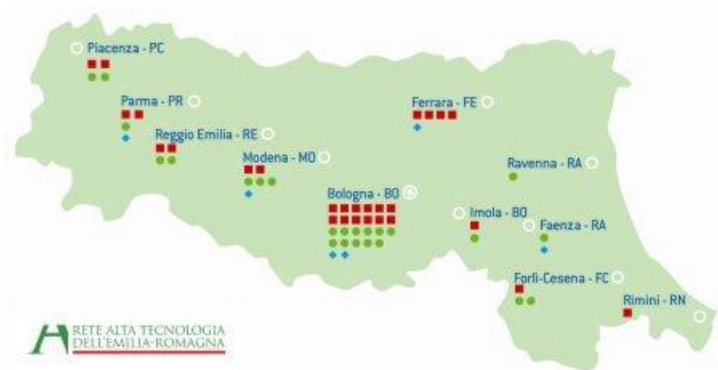 Piacenza - PC
Parma - PR
Ferrara - FE
Reggio Emilia - RE
Modena - MO
Ravenna - RA
Bologna - BO
Imola - BO
Faenza - RA
Forlì-Cesena - FC
Rimini - RN
RETE ALTA TECNOLOGIA
DELL'EMILIA-ROMAGNA